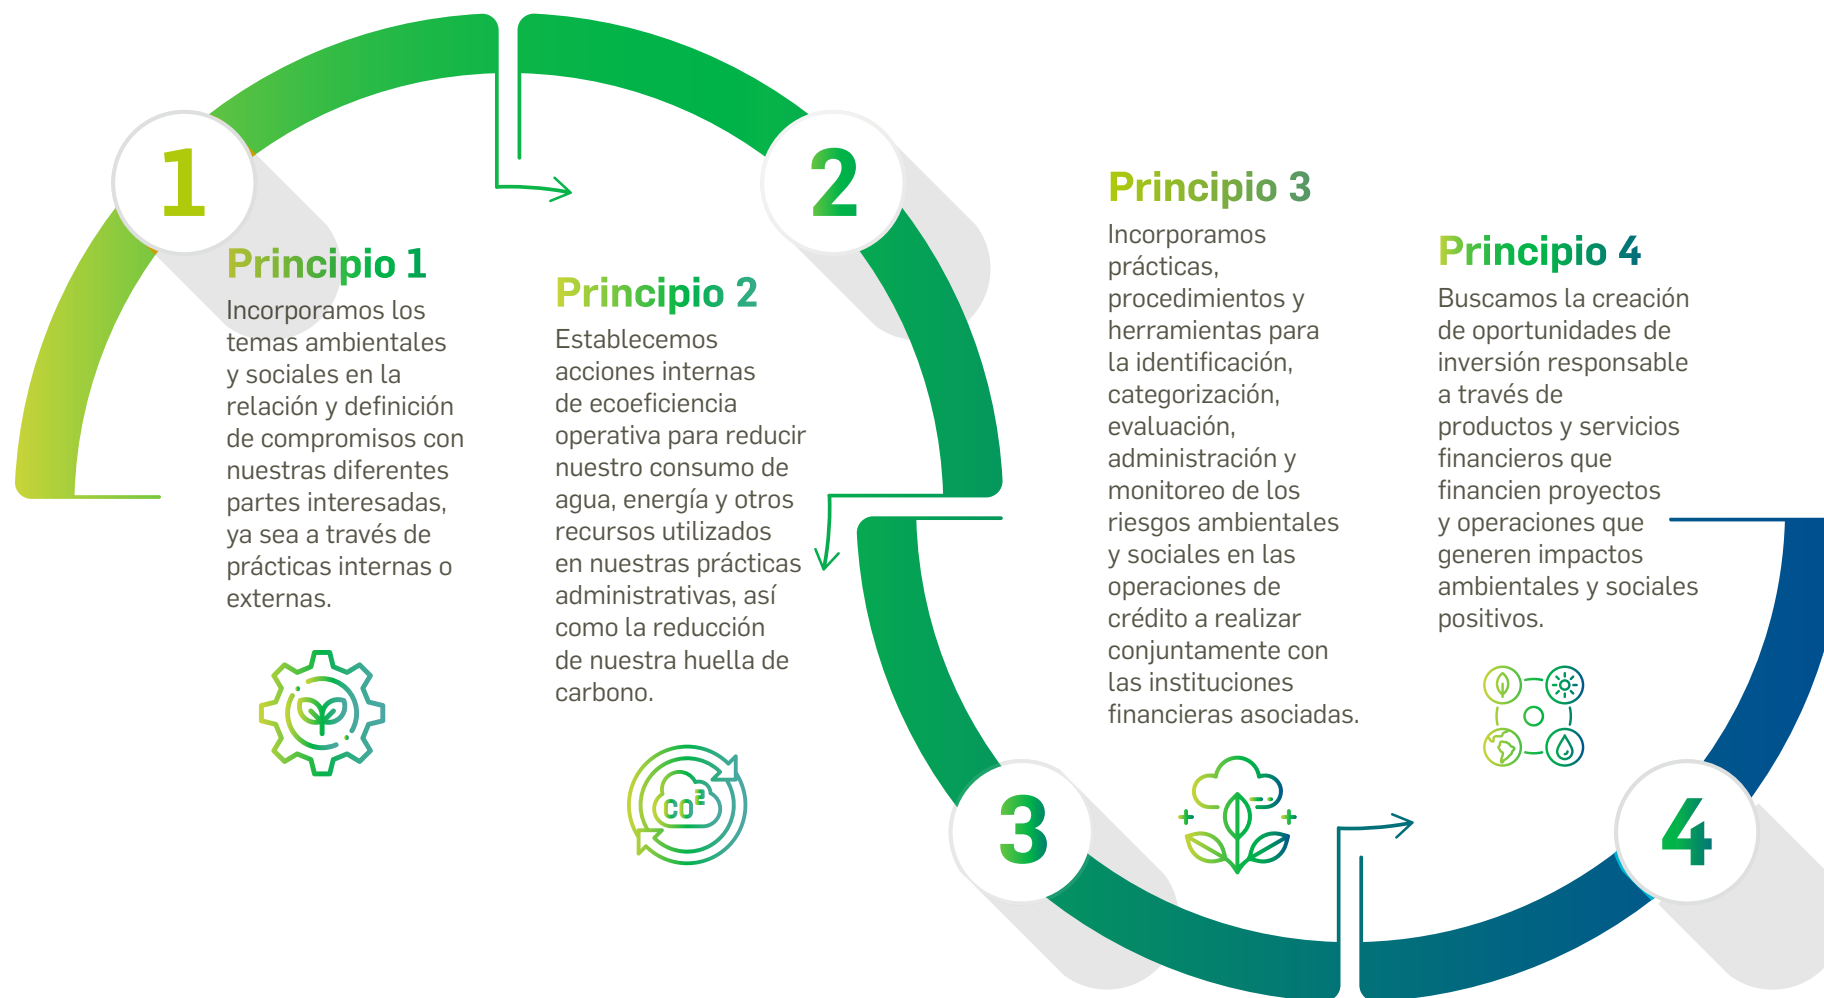 1
Principio 1
Incorporamos los
temas ambientales
y sociales en la
relación y definición
de compromisos con
nuestras diferentes
partes interesadas,
ya sea a través de
prácticas internas o
externas.
2
Principio 2
Establecemos
acciones internas
de ecoeficiencia
operativa para reducir
nuestro consumo de
agua, energía y otros
recursos utilizados
en nuestras prácticas
administrativas, así
como la reducción
de nuestra huella de
carbono.
CO²
3
Principio 3
Incorporamos
prácticas,
procedimientos y
herramientas para
la identificación,
categorización,
evaluación,
administración y
monitoreo de los
riesgos ambientales
y sociales en las
operaciones de
crédito a realizar
conjuntamente con
las instituciones
financieras asociadas.
4
Principio 4
Buscamos la creación
de oportunidades de
inversión responsable
a través de
productos y servicios
financieros que
financien proyectos
y operaciones que
generen impactos
ambientales y sociales
positivos.